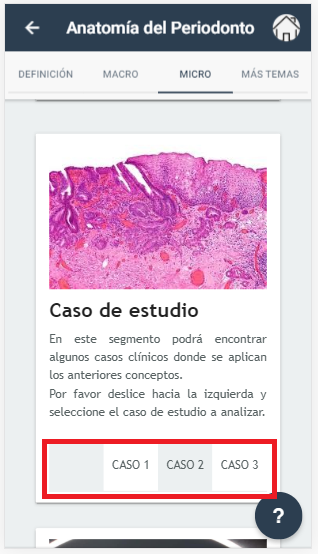 Anatomía del Periodonto
DEFINICIÓN MACRO MICRO MÁS TEMAS
Caso de estudio
En este segmento podrá encontrar
algunos casos clínicos donde se aplican
los anteriores conceptos.
Por favor deslice hacia la izquierda y
seleccione el caso de estudio a analizar.
CASO 1 CASO 2 CASO 3
?